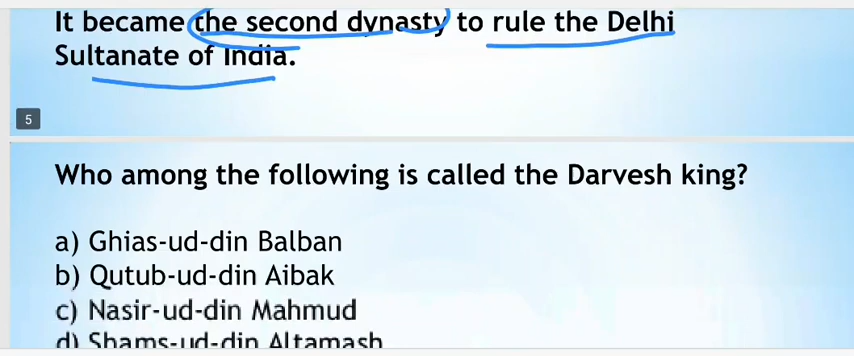 It became the second dynasty to rule the Delhi
Sultanate of India.
5
Who among the following is called the Darvesh king?
a) Ghias-ud-din Balban
b) Qutub-ud-din Aibak
c) Nasir-ud-din Mahmud
d) Shams-ud-din Altamash